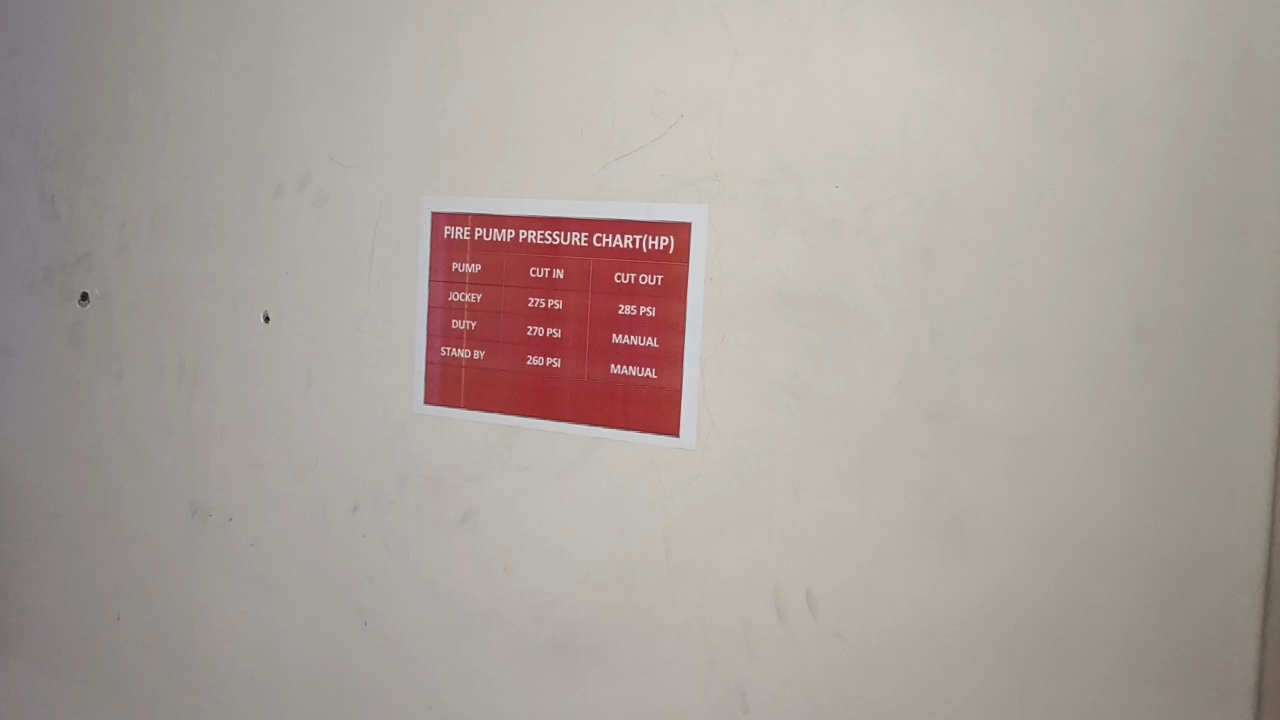 FIRE PUMP PRESSURE CHART(HP)
PUMP CUT IN CUT OUT
JOCKEY 275 PSI 285 PSI
DUTY 270 PSI MANUAL
STAND BY 260 PSI MANUAL